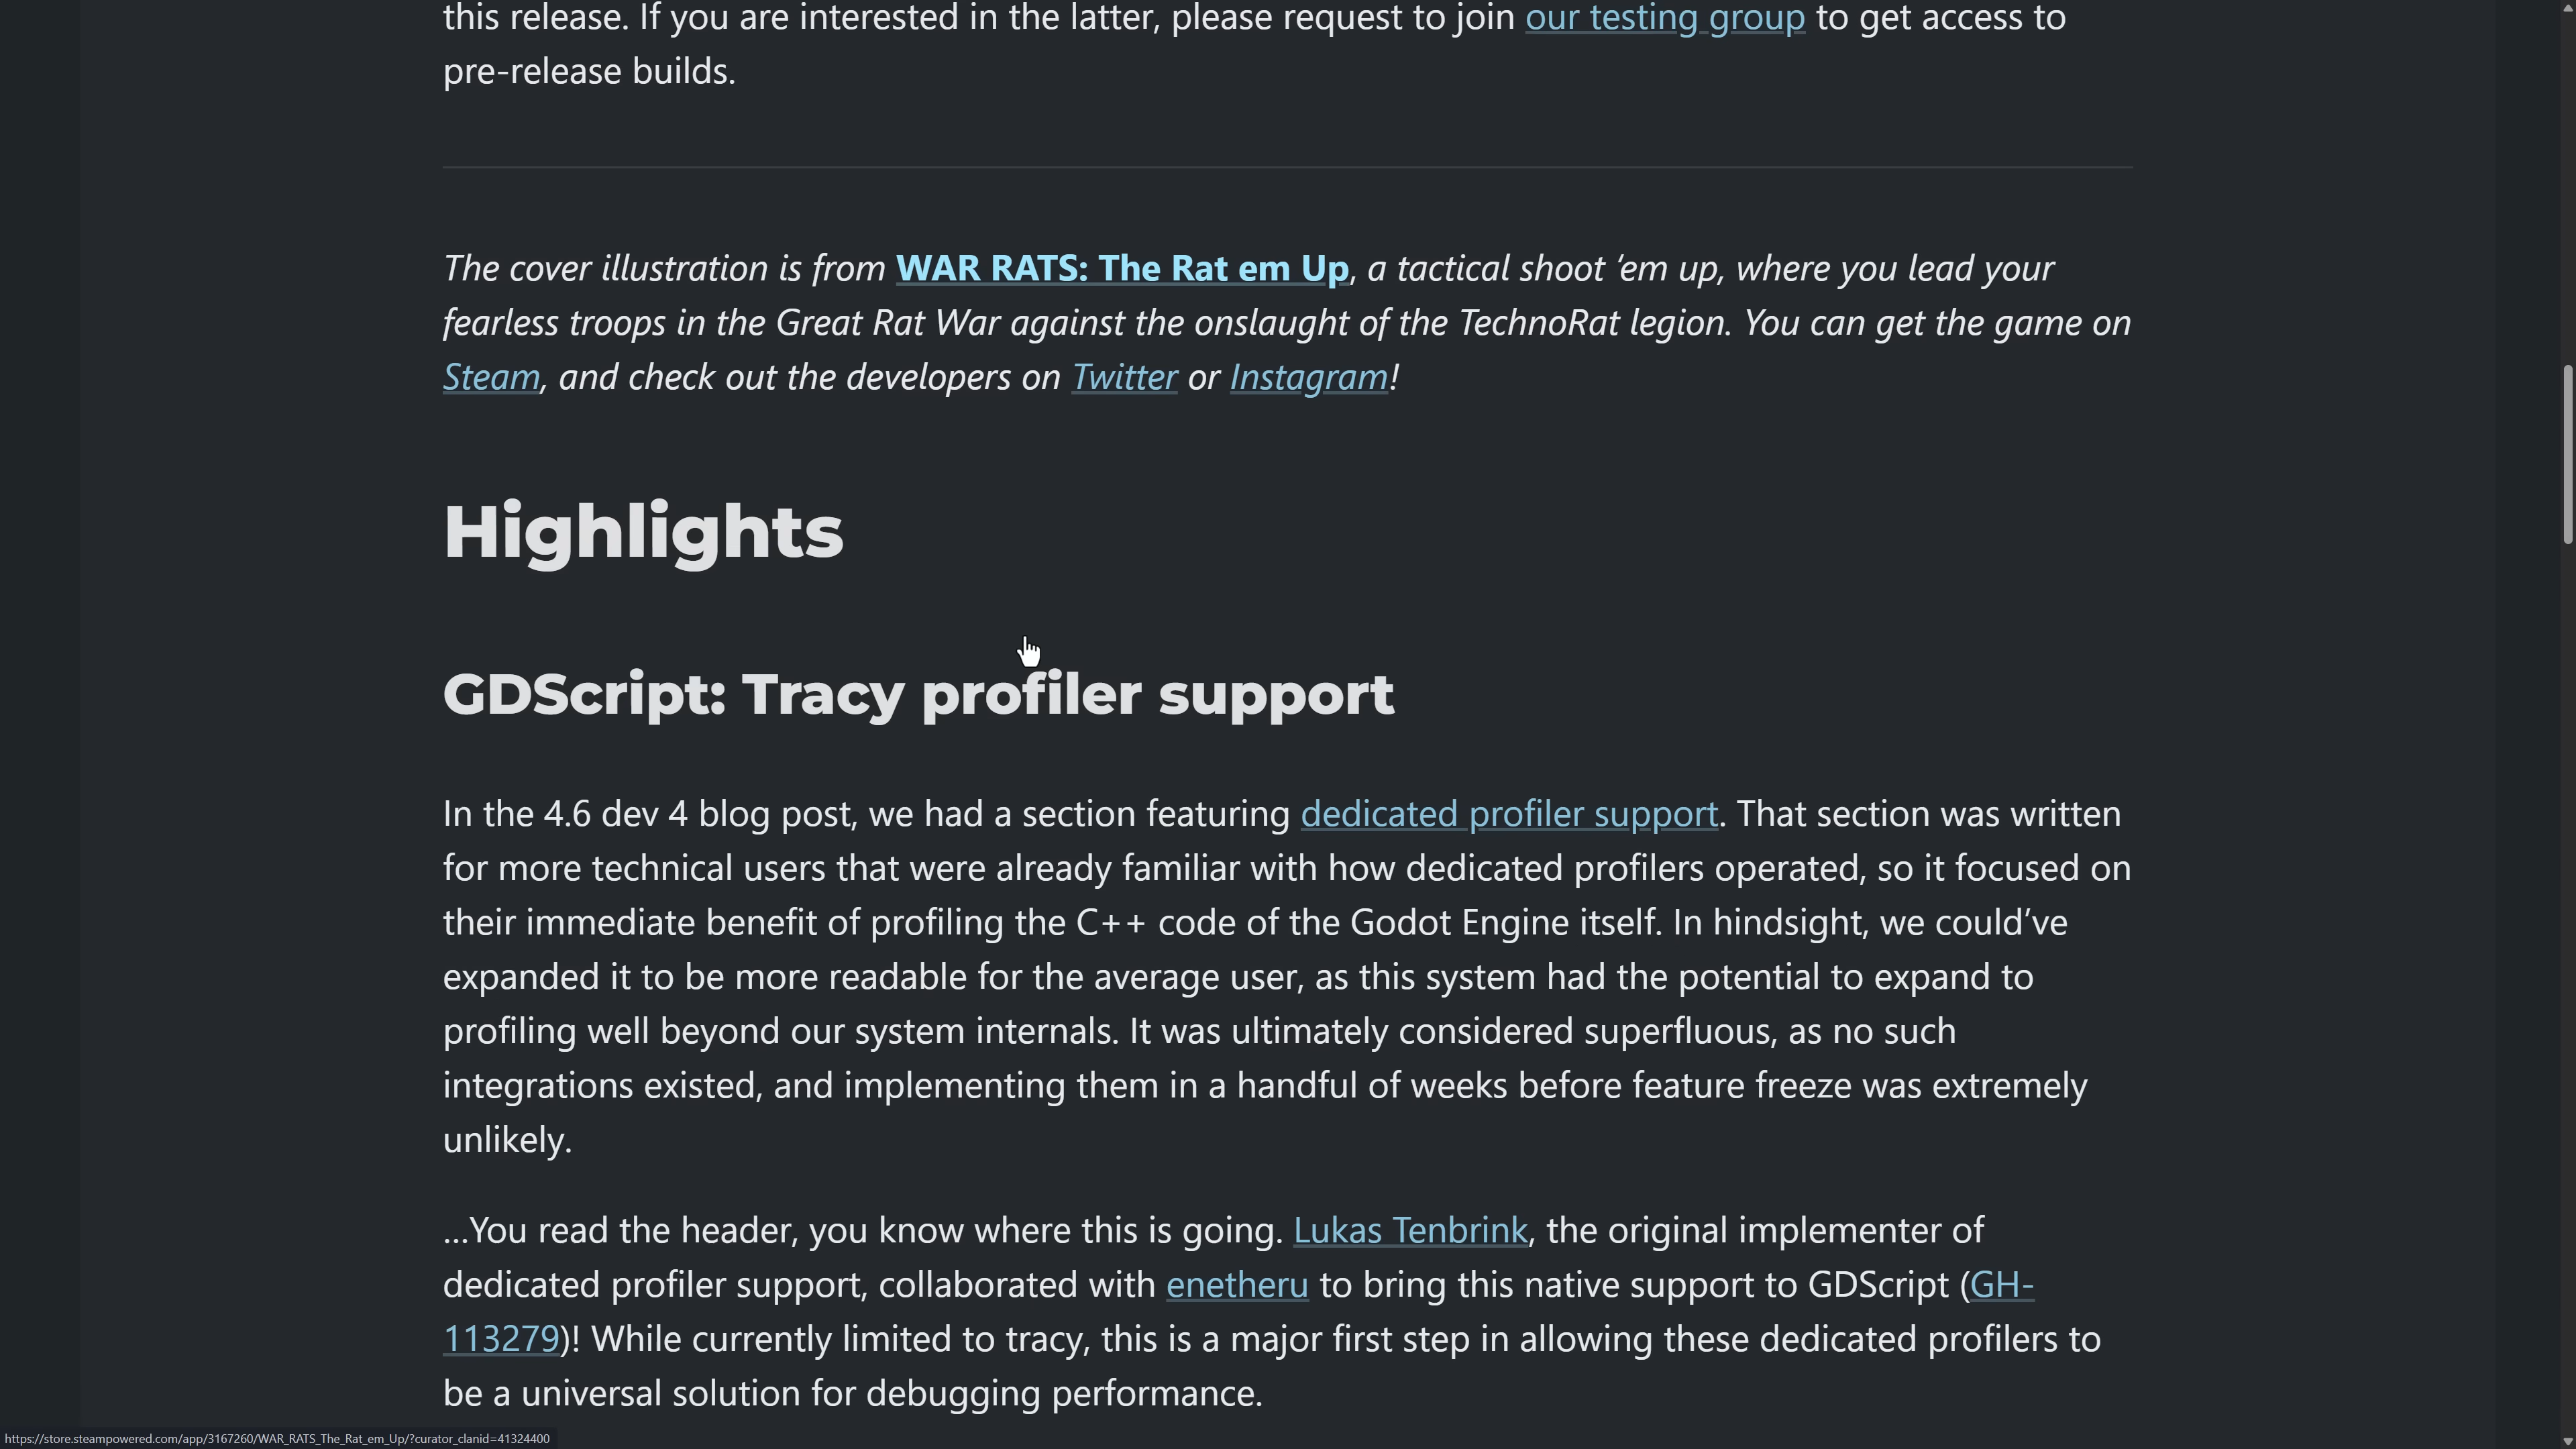 this release. If you are interested in the latter, please request to join our testing group to get access to
pre-release builds.
The cover illustration is from WAR RATS: The Rat em Up, a tactical shoot ‘em up, where you lead your
fearless troops in the Great Rat War against the onslaught of the TechnoRat legion. You can get the game on
Steam, and check out the developers on Twitter or Instagram!
Highlights
GDScript: Tracy profiler support
In the 4.6 dev 4 blog post, we had a section featuring dedicated profiler support. That section was written
for more technical users that were already familiar with how dedicated profilers operated, so it focused on
their immediate benefit of profiling the C++ code of the Godot Engine itself. In hindsight, we could’ve
expanded it to be more readable for the average user, as this system had the potential to expand to
profiling well beyond our system internals. It was ultimately considered superfluous, as no such
integrations existed, and implementing them in a handful of weeks before feature freeze was extremely
unlikely.
…You read the header, you know where this is going. Lukas Tenbrink, the original implementer of
dedicated profiler support, collaborated with enetheru to bring this native support to GDScript (GH-
113279)! While currently limited to tracy, this is a major first step in allowing these dedicated profilers to
be a universal solution for debugging performance.
https://store.steampowered.com/app/3167260/WAR_RATS_The_Rat_em_Up/?curator_clanid=41324400